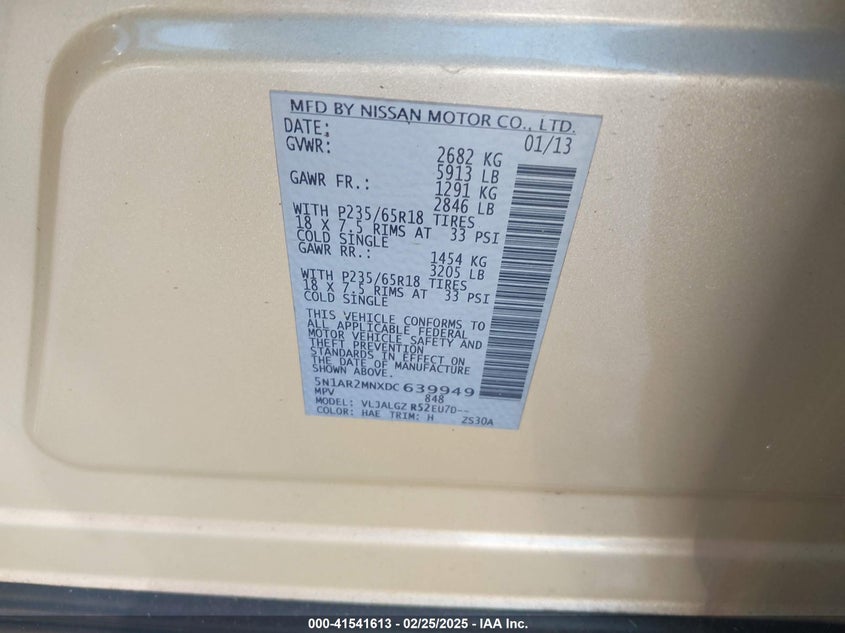 MFD BY NISSAN MOTOR CO., LTD.
DATE: 01/13
GVWR: 2682 KG
5913 LB
GAWR FR.: 1291 KG
2846 LB
WITH P235/65R18 TIRES
18 X 7.5 RIMS AT 33 PSI
COLD SINGLE
GAWR RR.: 1454 KG
3205 LB
WITH P235/65R18 TIRES
18 X 7.5 RIMS AT 33 PSI
COLD SINGLE
THIS VEHICLE CONFORMS TO
ALL APPLICABLE FEDERAL
MOTOR VEHICLE SAFETY AND
THEFT PREVENTION
STANDARDS IN EFFECT ON
THE DATE OF MANUFACTURE
SHOWN ABOVE.
5N1AR2MNXDC639949
MPV 848
MODEL: VLJALGZ R52EU7D--
COLOR: HAE TRIM: H 2S30A
000-41541613 - 02/25/2025 - IAA Inc.